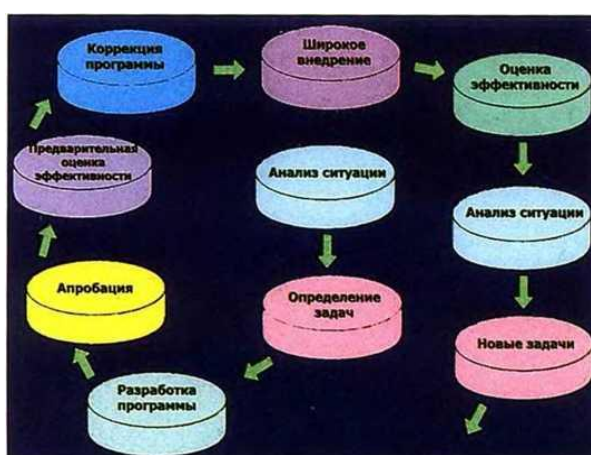 Коррекция
программы
Широкое
внедрение
Оценка
эффективности
Предварительная
оценка
эффективности
Анализ ситуации
Анализ ситуации
Апробация
Определение
задач
Новые задачи
Разработка
программы